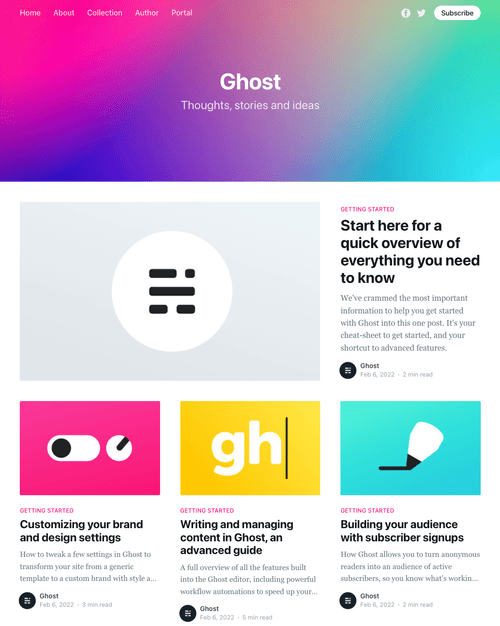 Home About Collection Author Portal Subscribe
Ghost
Thoughts, stories and ideas
GETTING STARTED
Start here for a
quick overview of
everything you need
to know
We've crammed the most important
information to help you get started
with Ghost into this one post. It's your
cheat-sheet to get started, and your
shortcut to advanced features.
Ghost
Feb 6, 2022 · 2 min read
gh
GETTING STARTED
Customizing your brand
and design settings
How to tweak a few settings in Ghost to
transform your site from a generic
template to a custom brand with style a...
Ghost
Feb 6, 2022 · 3 min read
GETTING STARTED
Writing and managing
content in Ghost, an
advanced guide
A full overview of all the features built
into the Ghost editor, including powerful
workflow automations to speed up your...
Ghost
Feb 6, 2022 · 5 min read
GETTING STARTED
Building your audience
with subscriber signups
How Ghost allows you to turn anonymous
readers into an audience of active
subscribers, so you know what's workin...
Ghost
Feb 6, 2022 · 2 min read